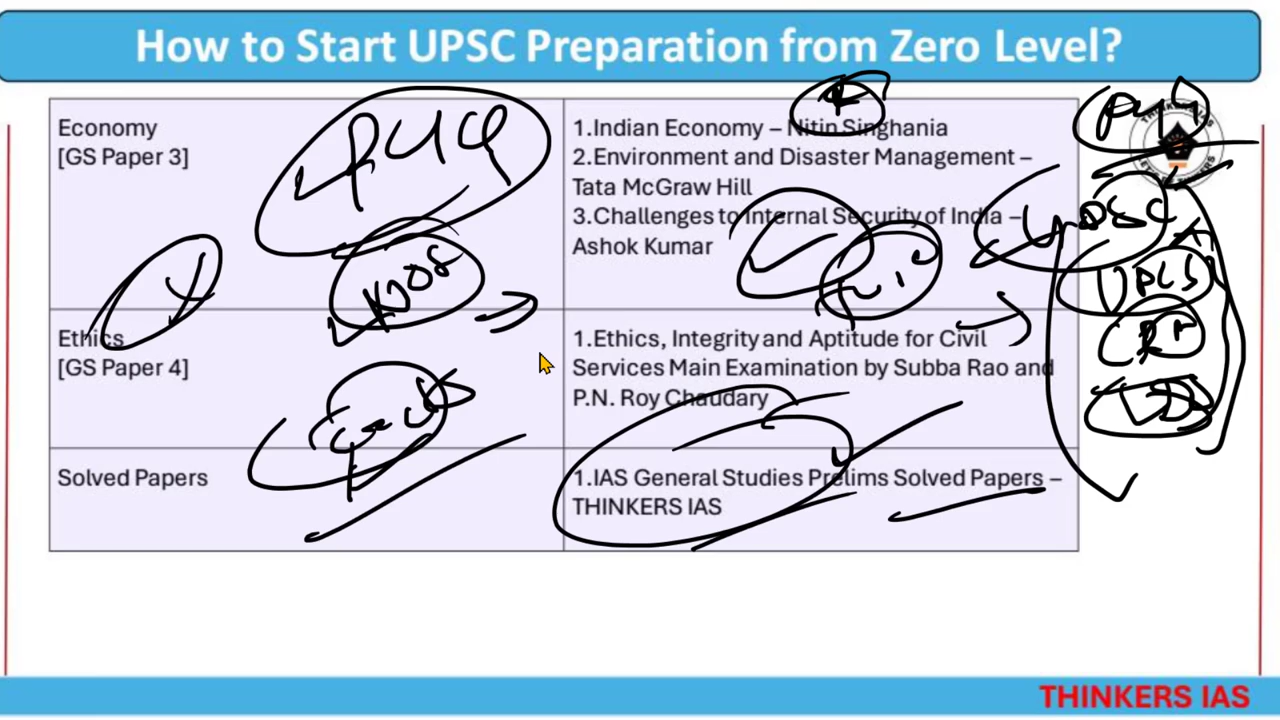 How to Start UPSC Preparation from Zero Level?
Economy
[GS Paper 3]
1.Indian Economy – Nitin Singhania
2.Environment and Disaster Management –
Tata McGraw Hill
3.Challenges to Internal Security of India –
Ashok Kumar
Ethics
[GS Paper 4]
1.Ethics, Integrity and Aptitude for Civil
Services Main Examination by Subba Rao and
P.N. Roy Chaudary
Solved Papers
1.IAS General Studies Prelims Solved Papers –
THINKERS IAS
PYQ
THINKERS IAS